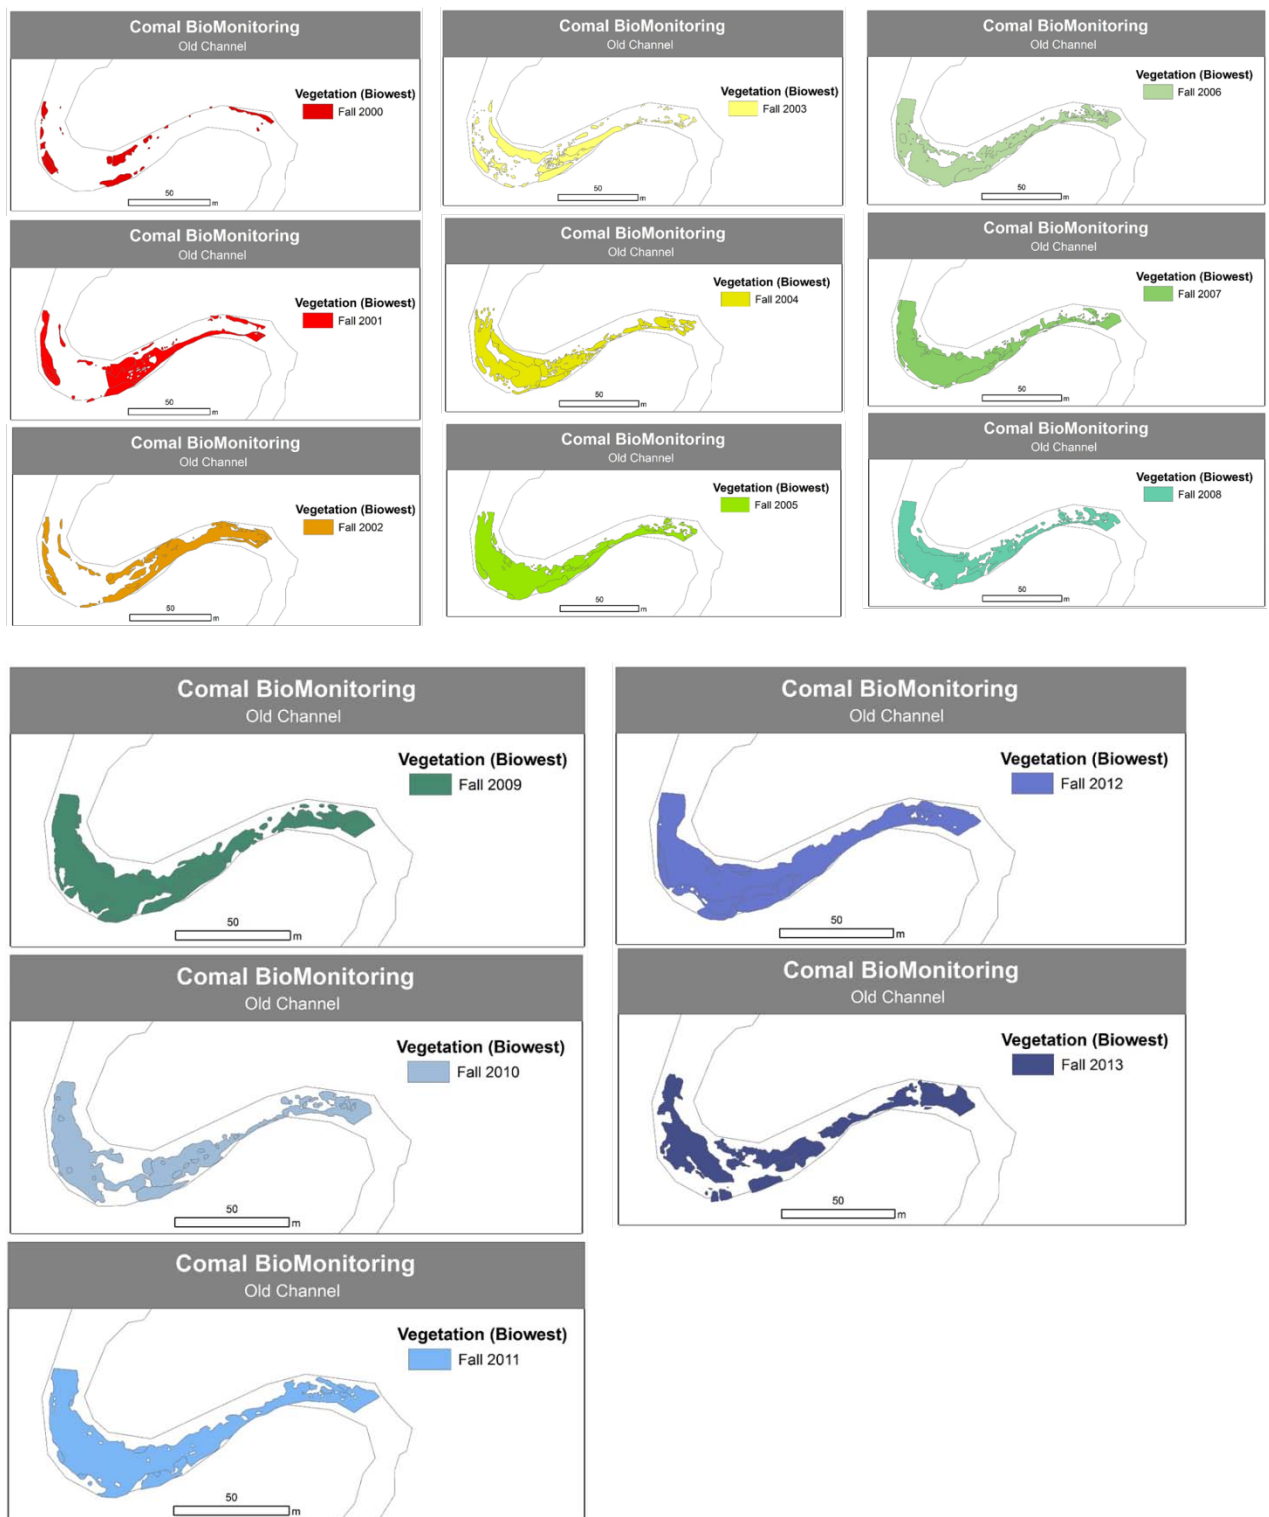 Comal BioMonitoring
Old Channel
Vegetation (Biowest)
Fall 2000
50
m
Comal BioMonitoring
Old Channel
Vegetation (Biowest)
Fall 2003
50
m
Comal BioMonitoring
Old Channel
Vegetation (Biowest)
Fall 2006
50
m
Comal BioMonitoring
Old Channel
Vegetation (Biowest)
Fall 2001
50
m
Comal BioMonitoring
Old Channel
Vegetation (Biowest)
Fall 2004
50
m
Comal BioMonitoring
Old Channel
Vegetation (Biowest)
Fall 2007
50
m
Comal BioMonitoring
Old Channel
Vegetation (Biowest)
Fall 2002
50
m
Comal BioMonitoring
Old Channel
Vegetation (Biowest)
Fall 2005
50
m
Comal BioMonitoring
Old Channel
Vegetation (Biowest)
Fall 2008
50
m
Comal BioMonitoring
Old Channel
Vegetation (Biowest)
Fall 2009
50
m
Comal BioMonitoring
Old Channel
Vegetation (Biowest)
Fall 2012
50
m
Comal BioMonitoring
Old Channel
Vegetation (Biowest)
Fall 2010
50
m
Comal BioMonitoring
Old Channel
Vegetation (Biowest)
Fall 2013
50
m
Comal BioMonitoring
Old Channel
Vegetation (Biowest)
Fall 2011
50
m